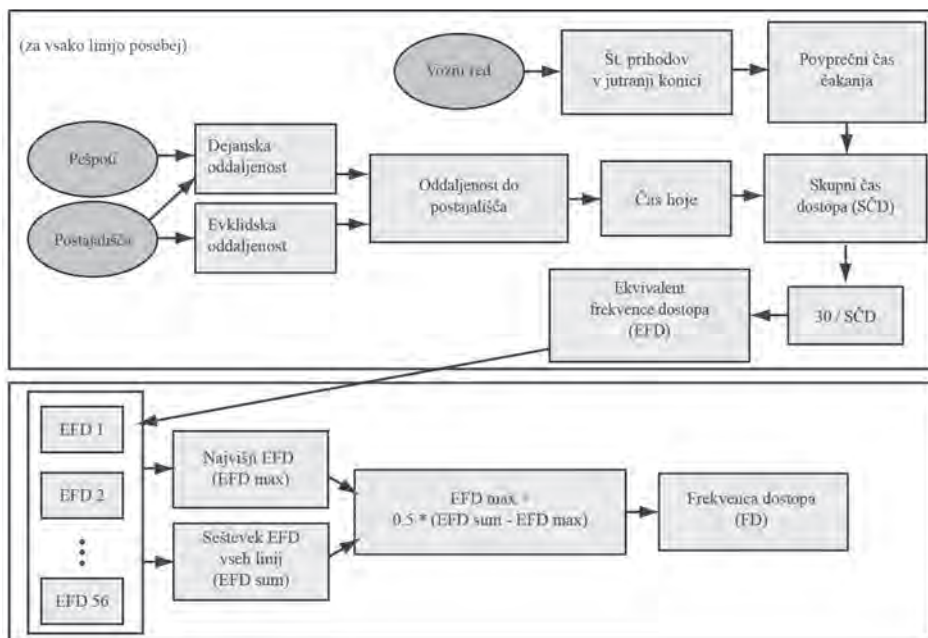 (za vsako linijo posebej)
Vozni red
Št. prihodov
v jutranji konici
Povprečni čas
čakanja
Pešpoti
Postajališča
Dejanska
oddaljenost
Evklidska
oddaljenost
Oddaljenost do
postajališča
Čas hoje
Skupni čas
dostopa (SČD)
Ekvivalent
frekvence dostopa
(EFD)
30 / SČD
EFD 1
EFD 2
EFD 56
Najvišji EFD
(EFD max)
Seštevek EFD
vseh linij
(EFD sum)
EFD max +
0.5 * (EFD sum - EFD max)
Frekvenca dostopa
(FD)